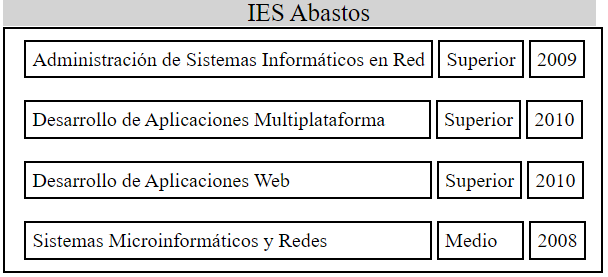 IES Abastos
Administración de Sistemas Informáticos en Red Superior 2009
Desarrollo de Aplicaciones Multiplataforma Superior 2010
Desarrollo de Aplicaciones Web Superior 2010
Sistemas Microinformáticos y Redes Medio 2008